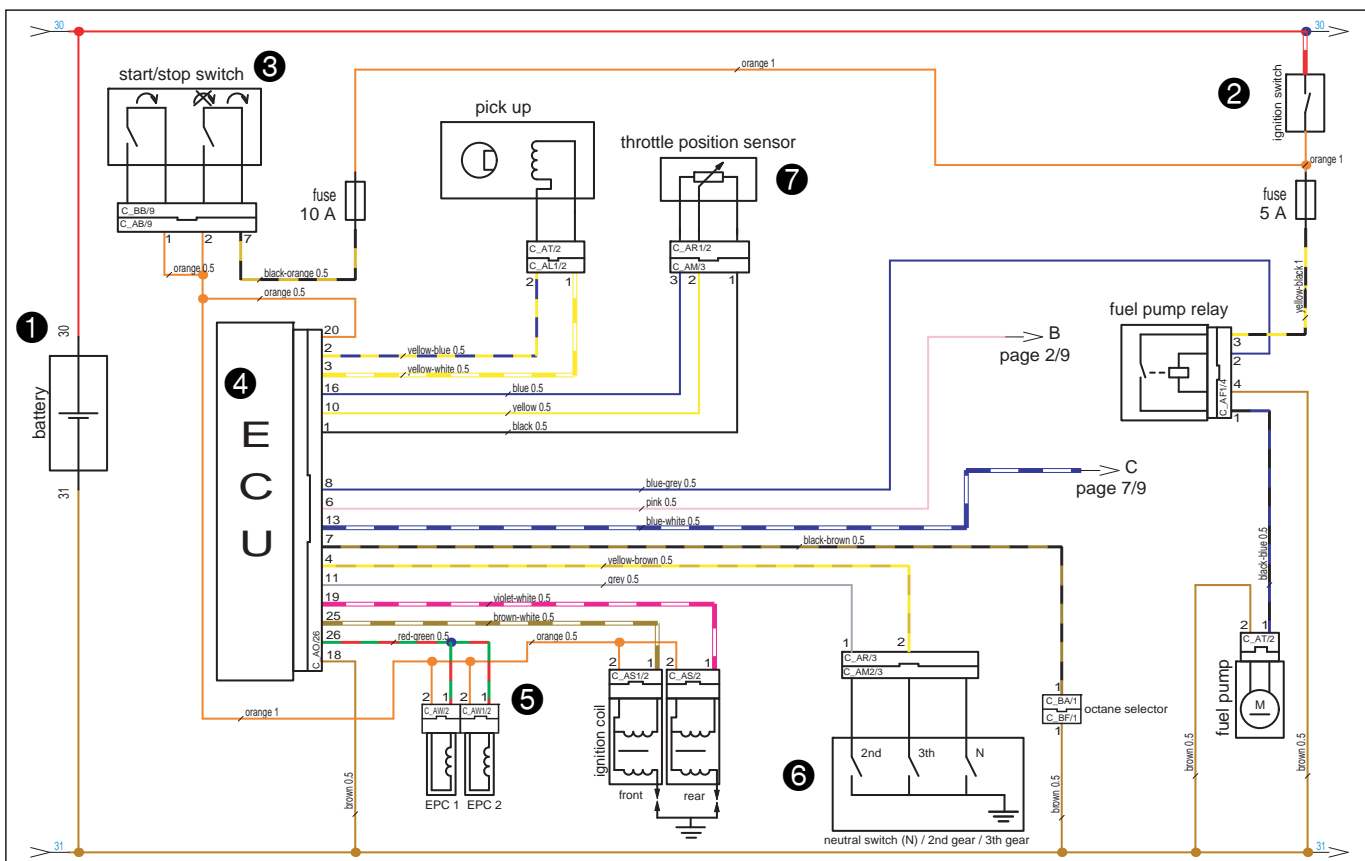 30
30
start/stop switch
3
orange 1
pick up
2
ignition switch
throttle position sensor
7
orange 1
fuse
10 A
fuse
5 A
C_BB/9
C_AB/9
1
2
7
C_AT/2
C_AL1/2
2
1
C_AR1/2
C_AM/3
3
2
1
orange 0.5
black-orange 0.5
orange 0.5
yellow-black 1
fuel pump relay
1
30
battery
31
4
E
C
U
C_AO/26
20
2
yellow-blue 0.5
3
yellow-white 0.5
16
blue 0.5
10
yellow 0.5
1
black 0.5
B
page 2/9
3
2
4
1
C_AF1/4
8
blue-grey 0.5
6
pink 0.5
13
blue-white 0.5
C
page 7/9
7
black-brown 0.5
4
yellow-brown 0.5
11
grey 0.5
19
violet-white 0.5
25
brown-white 0.5
26
red-green 0.5
orange 0.5
18
black-blue 0.5
1
2
C_AR/3
C_AM2/3
2
1
C_AT/2
fuel pump
M
2
1
C_AS1/2
2
1
C_AS/2
ignition coil
front
rear
orange 1
2
1
2
1
C_AW/2
C_AW1/2
5
EPC 1
EPC 2
1
C_BA/1
C_BF/1
1
octane selector
6
2nd
3th
N
neutral switch (N) / 2nd gear / 3th gear
brown 0.5
brown 0.5
brown 0.5
brown 0.5
31
31